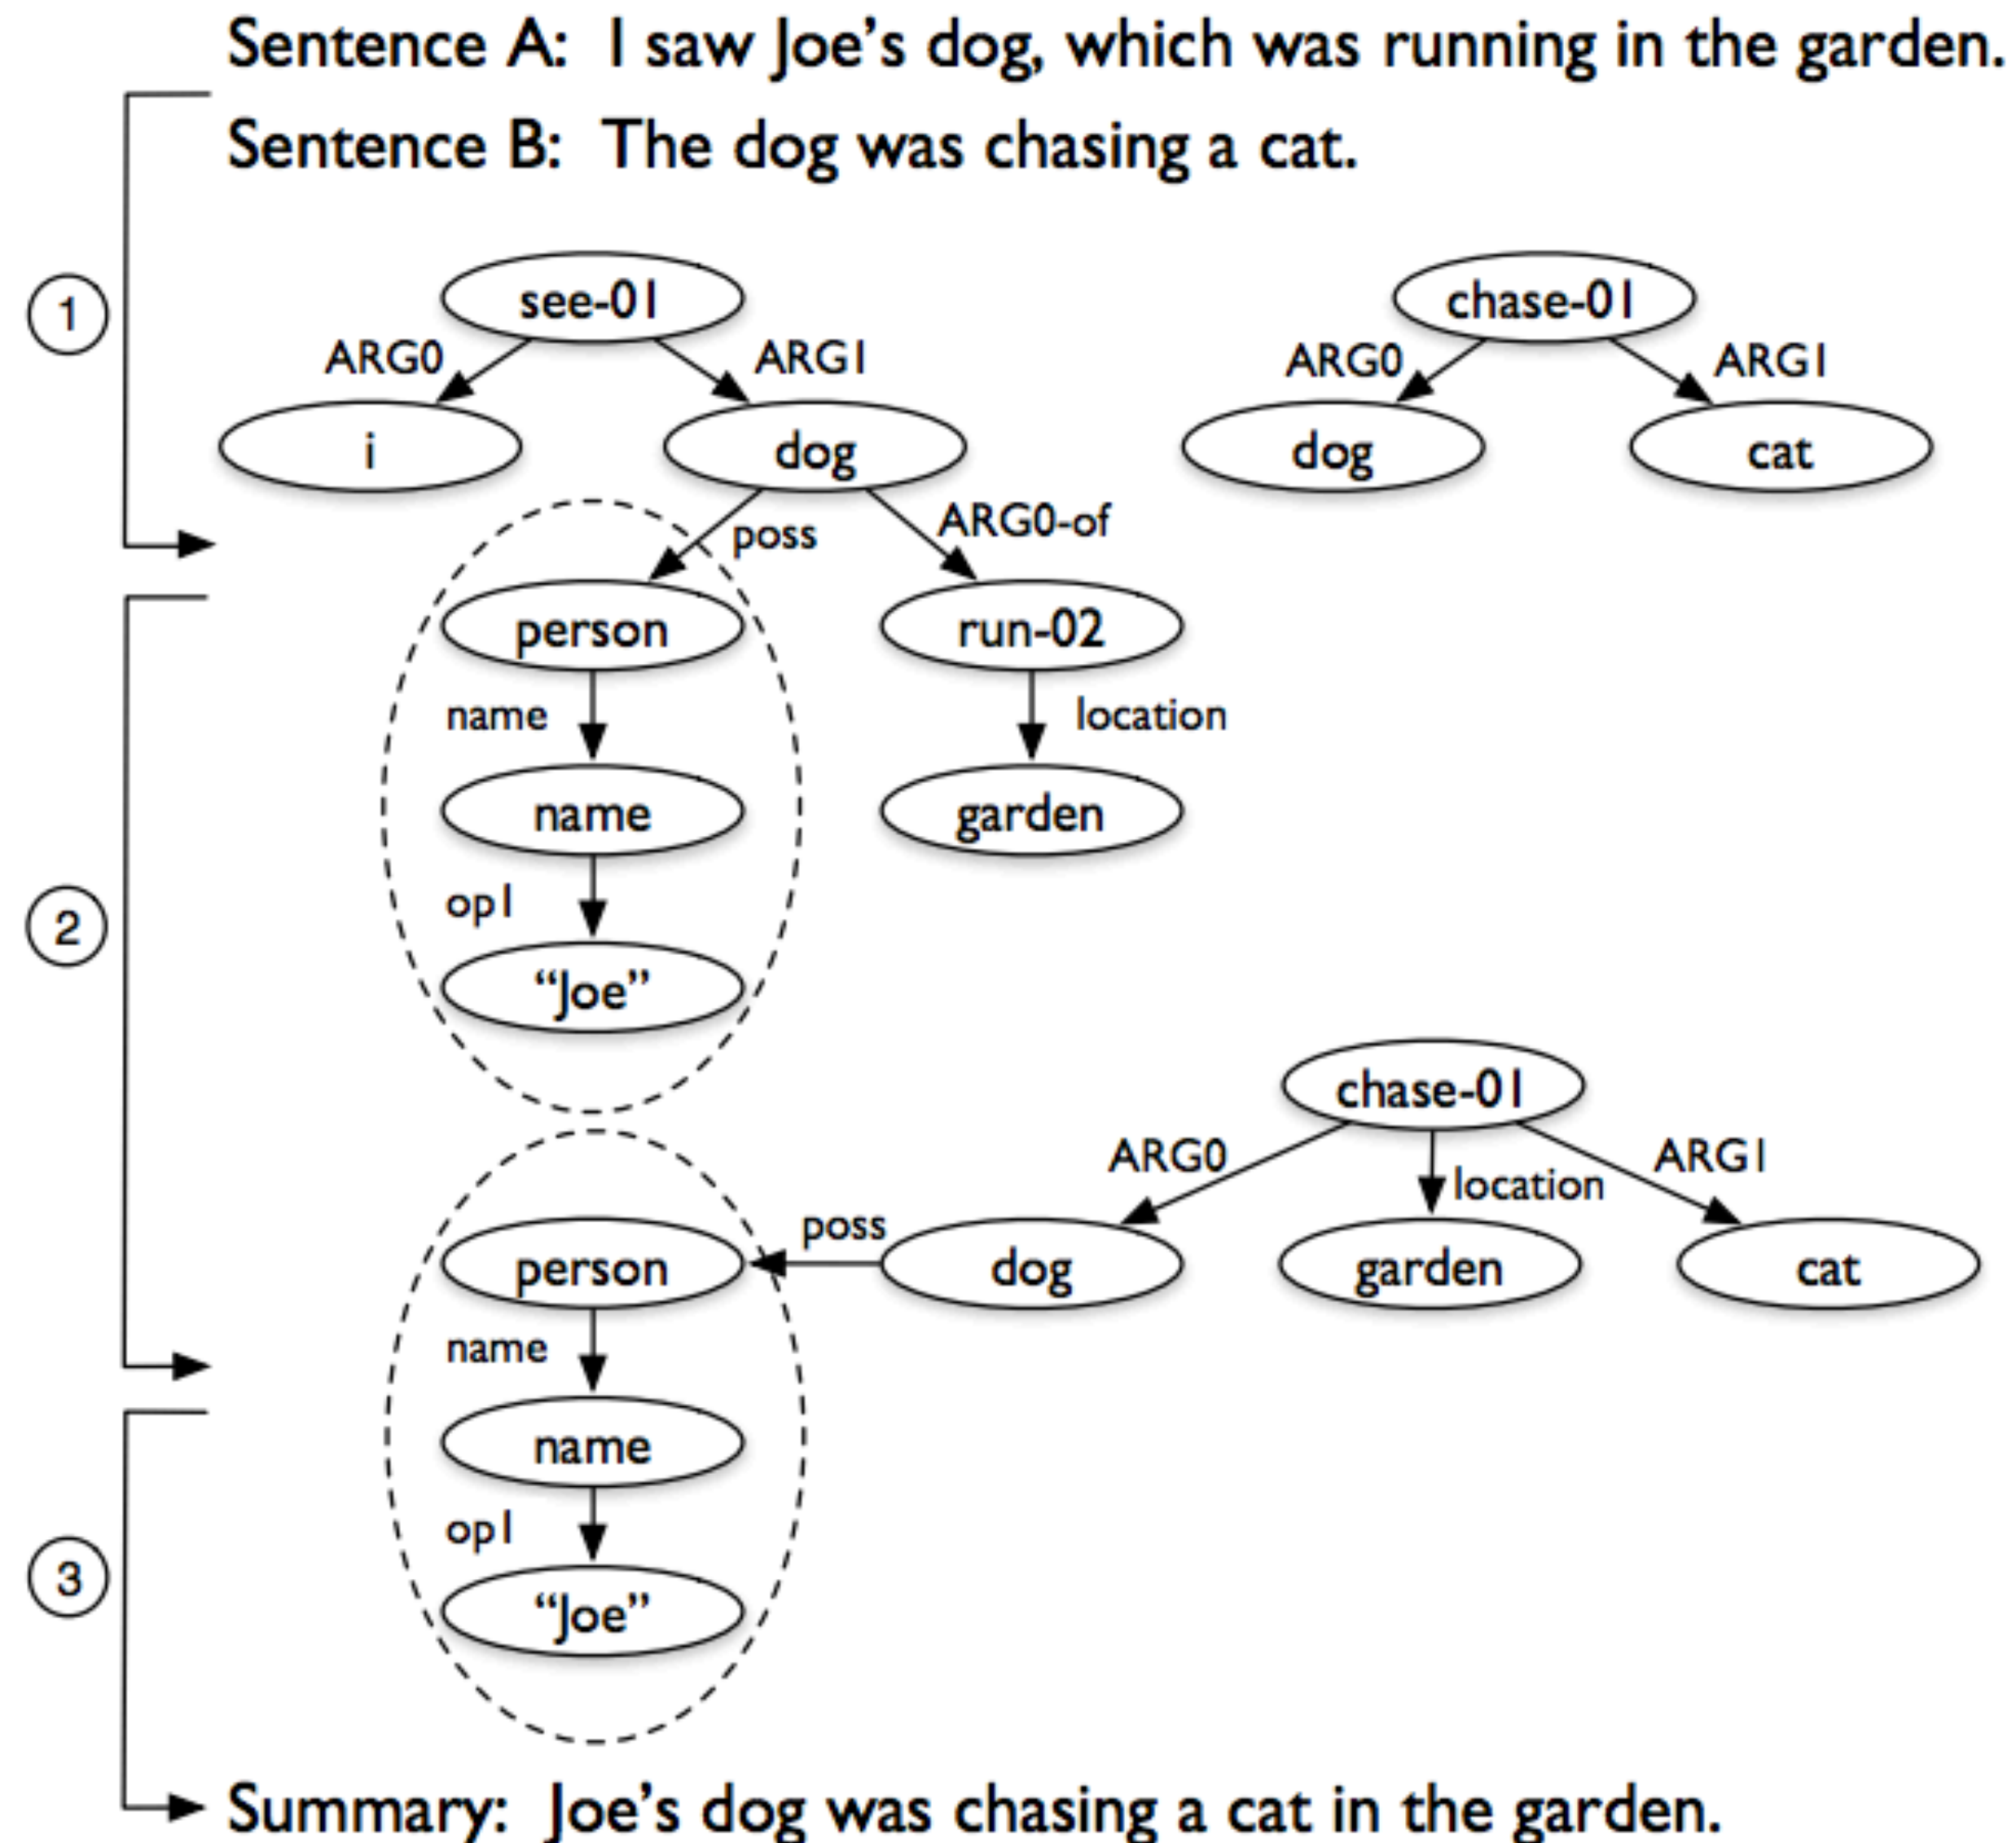 Sentence A: I saw Joe's dog, which was running in the garden.
Sentence B: The dog was chasing a cat.
1
see-01
chase-01
ARG0
ARG1
ARG0
ARG1
i
dog
dog
cat
poss
ARG0-of
person
run-02
name
location
name
garden
op1
2
“Joe”
chase-01
ARG0
location
ARG1
poss
person
dog
garden
cat
name
name
op1
3
“Joe”
Summary: Joe's dog was chasing a cat in the garden.